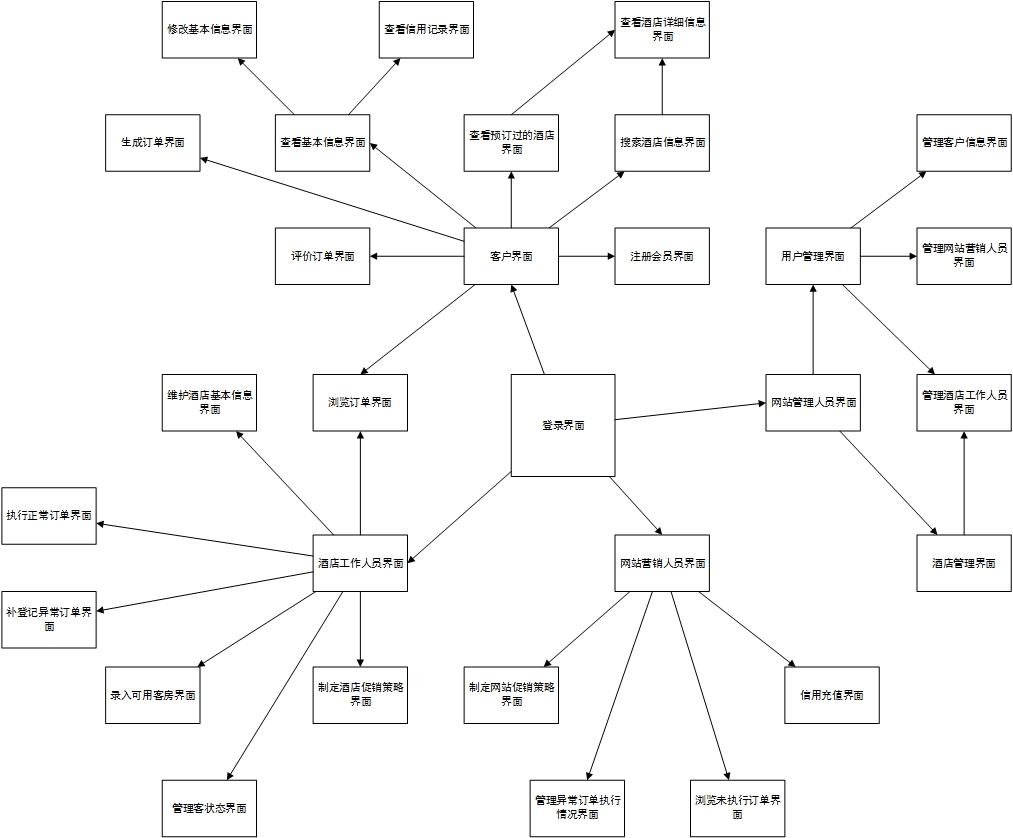 修改基本信息界面
查看信用记录界面
查看酒店详细信息
界面
生成订单界面
查看基本信息界面
查看预订过的酒店
界面
搜索酒店信息界面
管理客户信息界面
评价订单界面
客户界面
注册会员界面
用户管理界面
管理网站营销人员
界面
维护酒店基本信息
界面
浏览订单界面
登录界面
网站管理人员界面
管理酒店工作人员
界面
执行正常订单界面
酒店工作人员界面
网站营销人员界面
酒店管理界面
补登记异常订单界
面
录入可用客房界面
制定酒店促销策略
界面
制定网站促销策略
界面
信用充值界面
管理客状态界面
管理异常订单执行
情况界面
浏览未执行订单界
面